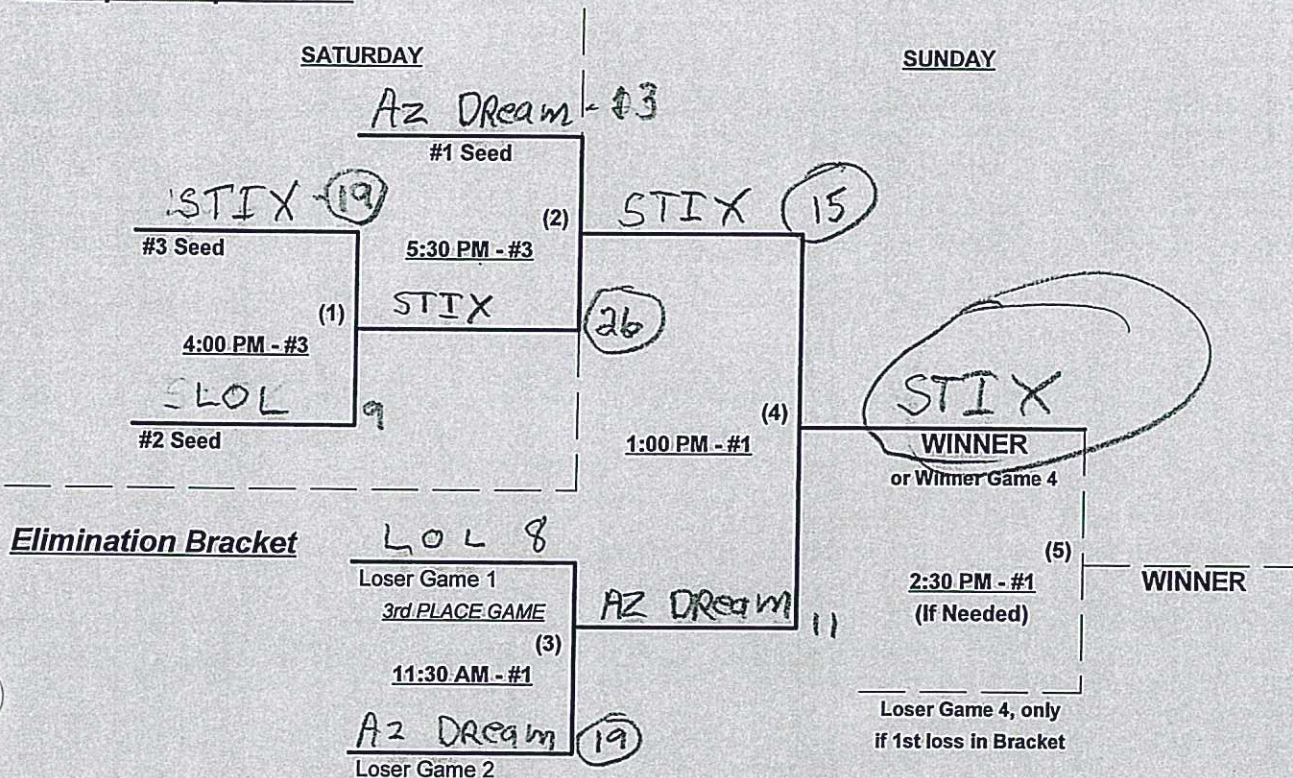 SATURDAY
SUNDAY
Az DReam - 13
#1 Seed
STIX - 19
#3 Seed
(2)
STIX 15
5:30 PM - #3
(1)
STIX
26
4:00 PM - #3
LOL 9
#2 Seed
STIX
(4)
1:00 PM - #1
WINNER
or Winner Game 4
Elimination Bracket
LOL 8
Loser Game 1
3rd PLACE GAME
(3)
AZ DReam 11
11:30 AM - #1
Az DReam 19
Loser Game 2
(5)
2:30 PM - #1
(If Needed)
WINNER
Loser Game 4, only
if 1st loss in Bracket